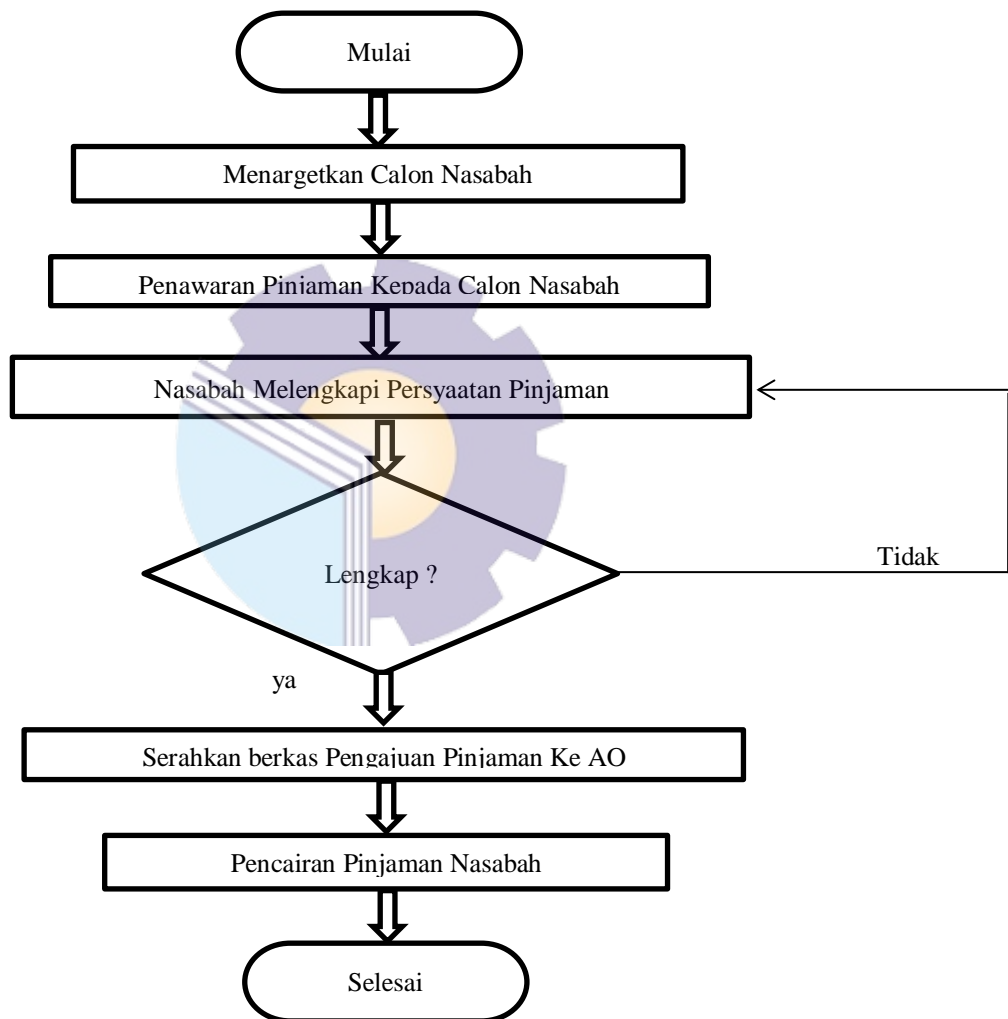 Mulai
Menargetkan Calon Nasabah
Penawaran Pinjaman Kepada Calon Nasabah
Nasabah Melengkapi Persyaatan Pinjaman
Lengkap ?
Tidak
ya
Serahkan berkas Pengajuan Pinjaman Ke AO
Pencairan Pinjaman Nasabah
Selesai